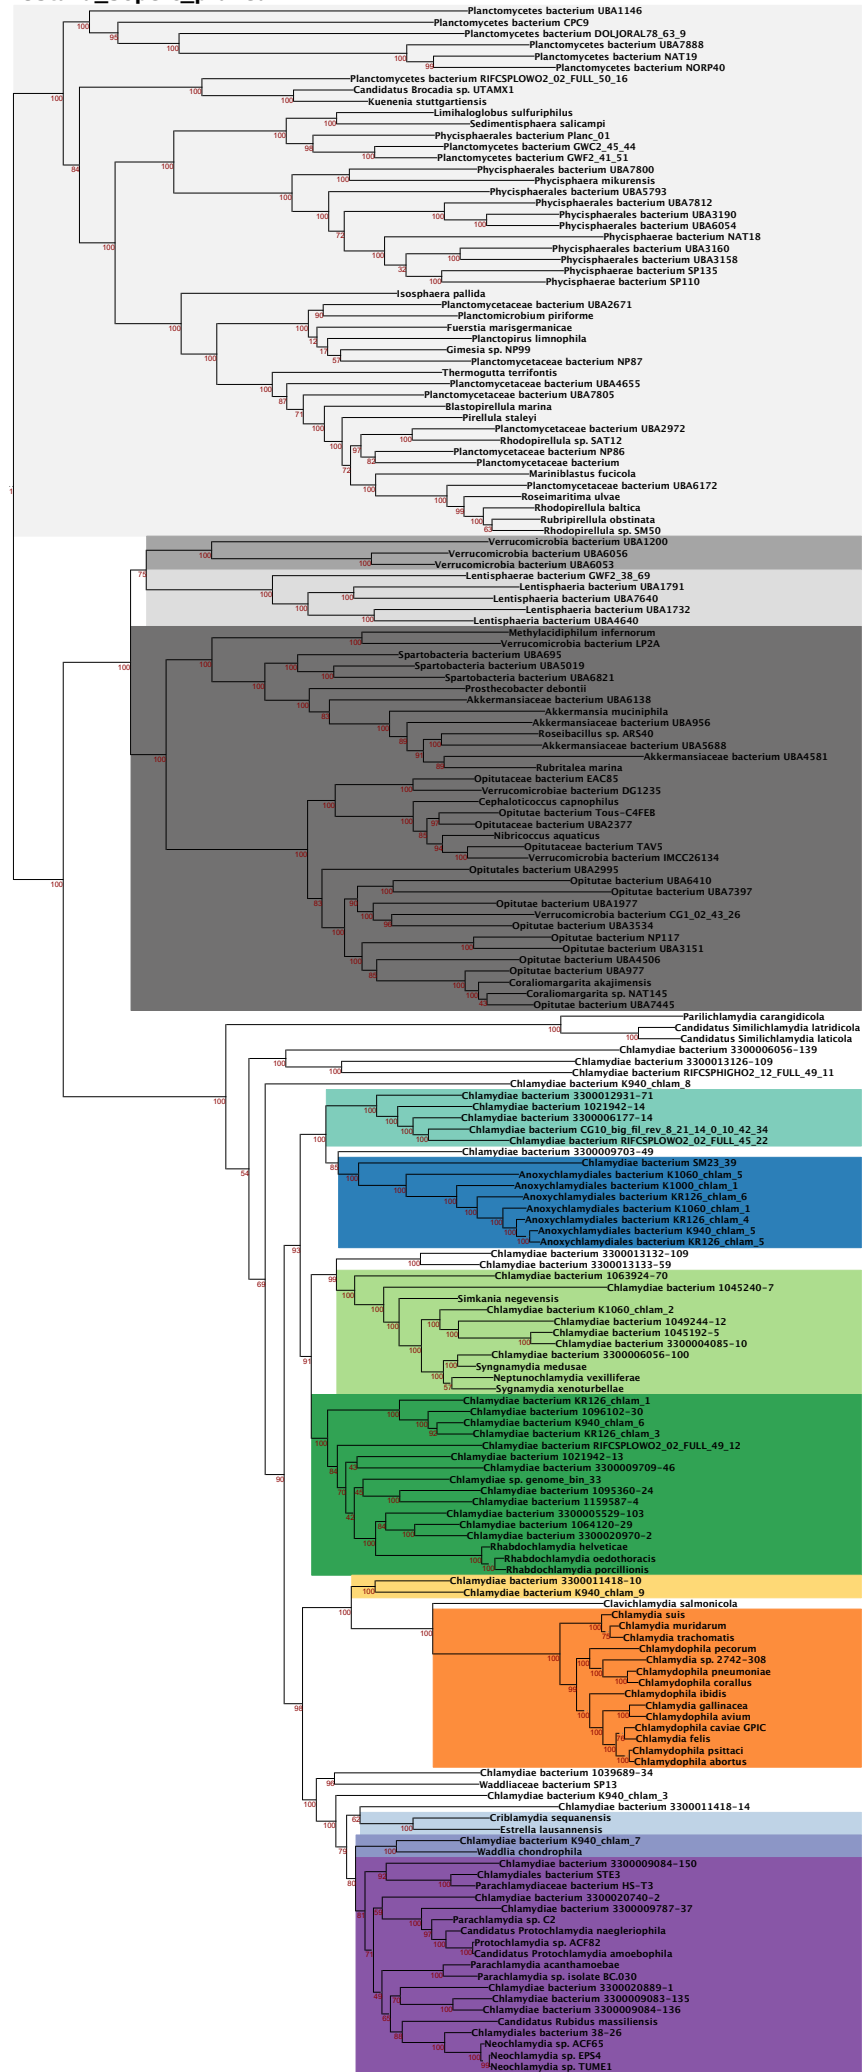 Planctomycetes bacterium UBA1146
Planctomycetes bacterium CPC9
Planctomycetes bacterium DOLJORAL78_63_9
Planctomycetes bacterium UBA7888
Planctomycetes bacterium NAT19
Planctomycetes bacterium NORP40
Planctomycetes bacterium RIFCSPLOWO2_02_FULL_50_16
Candidatus Brocadia sp. UTAMX1
Kuenenia stuttgartiensis
Limihaloglobus sulfuriphilus
Sedimentisphaera salicampi
Phycisphaerales bacterium Planc_01
Planctomycetes bacterium GWC2_45_44
Planctomycetes bacterium GWF2_41_51
Phycisphaerales bacterium UBA7800
Phycisphaera mikurensis
Phycisphaerales bacterium UBA5793
Phycisphaerales bacterium UBA7812
Phycisphaerales bacterium UBA3190
Phycisphaerales bacterium UBA6054
Phycisphaerae bacterium NAT18
Phycisphaerales bacterium UBA3160
Phycisphaerales bacterium UBA3158
Phycisphaerae bacterium SP135
Phycisphaerae bacterium SP110
Isosphaera pallida
Planctomycetaceae bacterium UBA2671
Planctomicrobium piriforme
Fuerstia marisgermanicae
Planctopirus limnophila
Gimesia sp. NP99
Planctomycetaceae bacterium NP87
Thermogutta terrifontis
Planctomycetaceae bacterium UBA4655
Planctomycetaceae bacterium UBA7805
Blastopirellula marina
Pirellula staleyi
Planctomycetaceae bacterium UBA2972
Rhodopirellula sp. SAT12
Planctomycetaceae bacterium NP86
Planctomycetaceae bacterium
Mariniblastus fucicola
Planctomycetaceae bacterium UBA6172
Roseimaritima ulvae
Rhodopirellula baltica
Rubripirellula obstinata
Rhodopirellula sp. SM50
Verrucomicrobia bacterium UBA1200
Verrucomicrobia bacterium UBA6056
Verrucomicrobia bacterium UBA6053
Lentisphaerae bacterium GWF2_38_69
Lentisphaeria bacterium UBA1791
Lentisphaeria bacterium UBA7640
Lentisphaeria bacterium UBA1732
Lentisphaeria bacterium UBA4640
Methylacidiphilum infernorum
Verrucomicrobia bacterium LP2A
Spartobacteria bacterium UBA695
Spartobacteria bacterium UBA5019
Spartobacteria bacterium UBA6821
Prosthecobacter debontii
Akkermansiaceae bacterium UBA6138
Akkermansia muciniphila
Akkermansiaceae bacterium UBA956
Roseibacillus sp. ARS40
Akkermansiaceae bacterium UBA5688
Akkermansiaceae bacterium UBA4581
Rubritalea marina
Opitutaceae bacterium EAC85
Verrucomicrobiae bacterium DG1235
Cephaloticoccus capnophilus
Opitutae bacterium Tous-C4FEB
Opitutaceae bacterium UBA2377
Nibricoccus aquaticus
Opitutaceae bacterium TAV5
Verrucomicrobia bacterium IMCC26134
Opitutales bacterium UBA2995
Opitutae bacterium UBA6410
Opitutae bacterium UBA7397
Opitutae bacterium UBA1977
Verrucomicrobia bacterium CG1_02_43_26
Opitutae bacterium UBA3534
Opitutae bacterium NP117
Opitutae bacterium UBA3151
Opitutae bacterium UBA4506
Opitutae bacterium UBA977
Coraliomargarita akajimensis
Coraliomargarita sp. NAT145
Opitutae bacterium UBA7445
Parilichlamydia carangidicola
Candidatus Similichlamydia latridicola
Candidatus Similichlamydia laticola
Chlamydiae bacterium 3300006056-139
Chlamydiae bacterium 3300013126-109
Chlamydiae bacterium RIFCSPHIGHO2_12_FULL_49_11
Chlamydiae bacterium K940_chlam_8
Chlamydiae bacterium 3300012931-71
Chlamydiae bacterium 1021942-14
Chlamydiae bacterium 3300006177-14
Chlamydiae bacterium CG10_big_fil_rev_8_21_14_0_10_42_34
Chlamydiae bacterium RIFCSPLOWO2_02_FULL_45_22
Chlamydiae bacterium 3300009703-49
Chlamydiae bacterium SM23_39
Anoxychlamydiales bacterium K1060_chlam_5
Anoxychlamydiales bacterium K1000_chlam_1
Anoxychlamydiales bacterium KR126_chlam_6
Anoxychlamydiales bacterium K1060_chlam_1
Anoxychlamydiales bacterium KR126_chlam_4
Anoxychlamydiales bacterium K940_chlam_5
Anoxychlamydiales bacterium KR126_chlam_5
Chlamydiae bacterium 3300013132-109
Chlamydiae bacterium 3300013133-59
Chlamydiae bacterium 1063924-70
Chlamydiae bacterium 1045240-7
Simkania negevensis
Chlamydiae bacterium K1060_chlam_2
Chlamydiae bacterium 1049244-12
Chlamydiae bacterium 1045192-5
Chlamydiae bacterium 3300004085-10
Chlamydiae bacterium 3300006056-100
Syngnamydia medusae
Neptunochlamydia vexilliferae
Sygnamydia xenoturbellae
Chlamydiae bacterium KR126_chlam_1
Chlamydiae bacterium 1096102-30
Chlamydiae bacterium K940_chlam_6
Chlamydiae bacterium KR126_chlam_3
Chlamydiae bacterium RIFCSPLOWO2_02_FULL_49_12
Chlamydiae bacterium 1021942-13
Chlamydiae bacterium 3300009709-46
Chlamydiae sp. genome_bin_33
Chlamydiae bacterium 1095360-24
Chlamydiae bacterium 1159587-4
Chlamydiae bacterium 3300005529-103
Chlamydiae bacterium 1064120-29
Chlamydiae bacterium 3300020970-2
Rhabdochlamydia helveticae
Rhabdochlamydia oedothoracis
Rhabdochlamydia porcillionis
Chlamydiae bacterium 3300011418-10
Chlamydiae bacterium K940_chlam_9
Clavichlamydia salmonicola
Chlamydia suis
Chlamydia muridarum
Chlamydia trachomatis
Chlamydophila pecorum
Chlamydia sp. 2742-308
Chlamydophila pneumoniae
Chlamydophila corallus
Chlamydophila ibidis
Chlamydia gallinacea
Chlamydophila avium
Chlamydophila caviae GPIC
Chlamydia felis
Chlamydophila psittaci
Chlamydophila abortus
Chlamydiae bacterium 1039689-34
Waddliaceae bacterium SP13
Chlamydiae bacterium K940_chlam_3
Chlamydiae bacterium 3300011418-14
Criblamydia sequanensis
Estrella lausannensis
Chlamydiae bacterium K940_chlam_7
Waddlia chondrophila
Chlamydiae bacterium 3300009084-150
Chlamydiales bacterium STE3
Parachlamydiaceae bacterium HS-T3
Chlamydiae bacterium 3300020740-2
Chlamydiae bacterium 3300009787-37
Parachlamydia sp. C2
Candidatus Protochlamydia naegleriophila
Protochlamydia sp. ACF82
Candidatus Protochlamydia amoebophila
Parachlamydia acanthamoebae
Parachlamydia sp. isolate BC.030
Chlamydiae bacterium 3300020889-1
Chlamydiae bacterium 3300009083-135
Chlamydiae bacterium 3300009084-136
Candidatus Rubidus massiliensis
Chlamydiales bacterium 38-26
Neochlamydia sp. ACF65
Neochlamydia sp. EPS4
Neochlamydia sp. TUME1